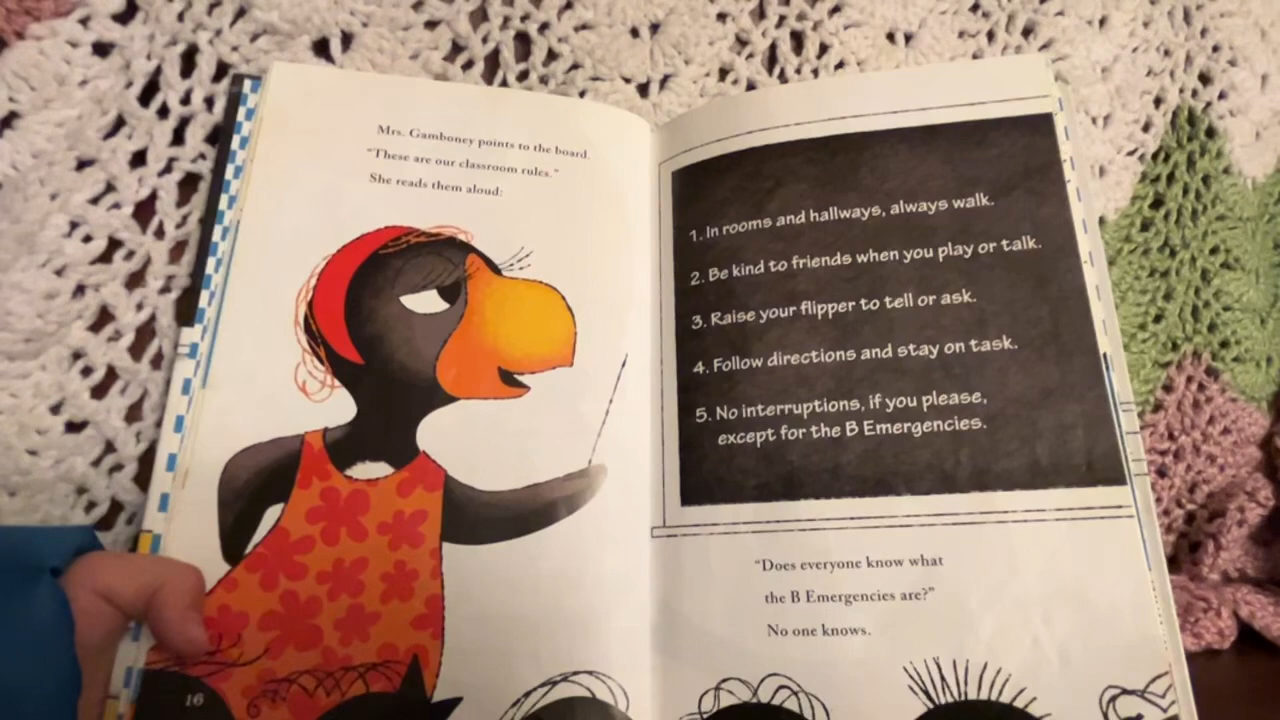 Mrs. Gamboney points to the board.
"These are our classroom rules."
She reads them aloud:
16
1. In rooms and hallways, always walk.
2. Be kind to friends when you play or talk.
3. Raise your flipper to tell or ask.
4. Follow directions and stay on task.
5. No interruptions, if you please,
except for the B Emergencies.
"Does everyone know what
the B Emergencies are?"
No one knows.